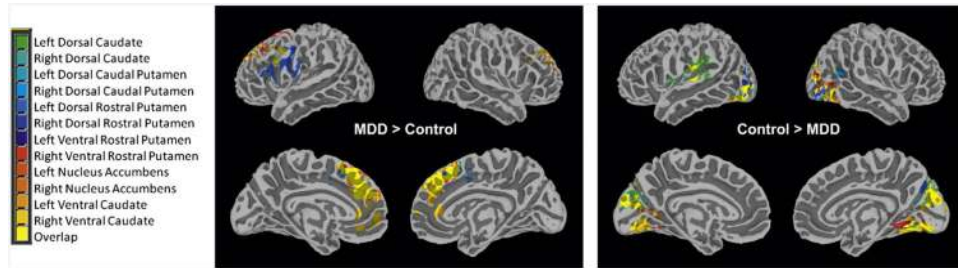 Left Dorsal Caudate
Right Dorsal Caudate
Left Dorsal Caudal Putamen
Right Dorsal Caudal Putamen
Left Dorsal Rostral Putamen
Right Dorsal Rostral Putamen
Left Ventral Rostral Putamen
Right Ventral Rostral Putamen
Left Nucleus Accumbens
Right Nucleus Accumbens
Left Ventral Caudate
Right Ventral Caudate
Overlap
MDD > Control
Control > MDD